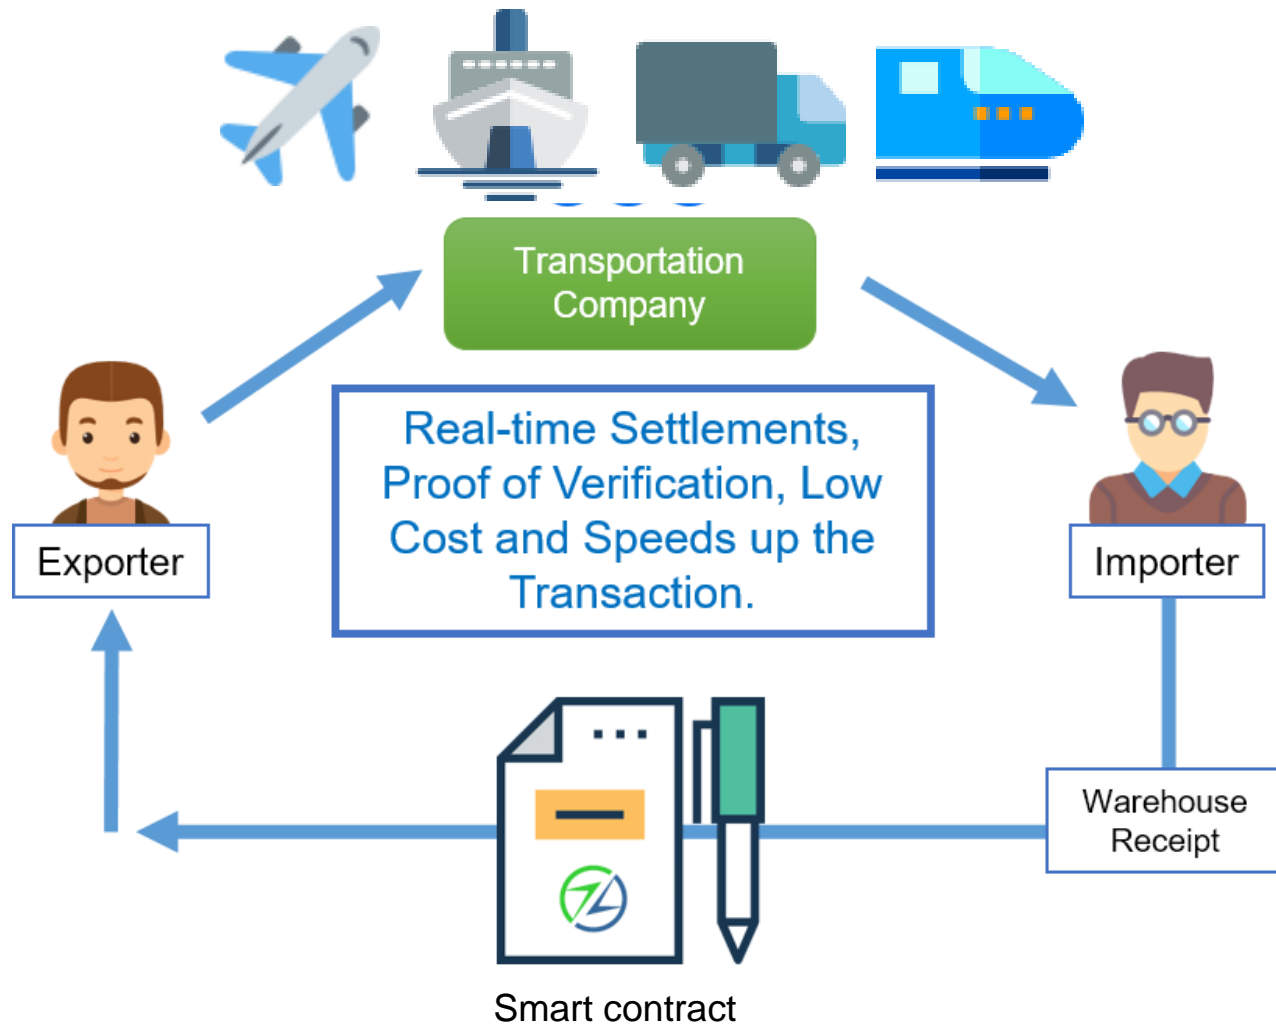 Transportation
Company
Real-time Settlements,
Proof of Verification, Low
Cost and Speeds up the
Transaction.
Exporter
Importer
Warehouse
Receipt
Smart contract